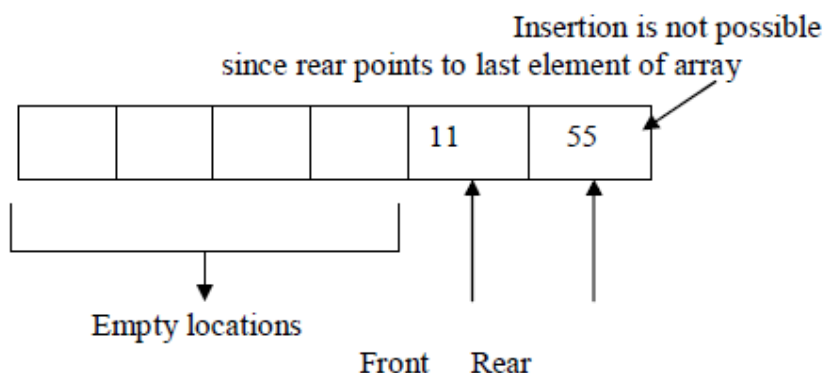 Insertion is not possible
since rear points to last element of array
11 55
Empty locations
Front Rear